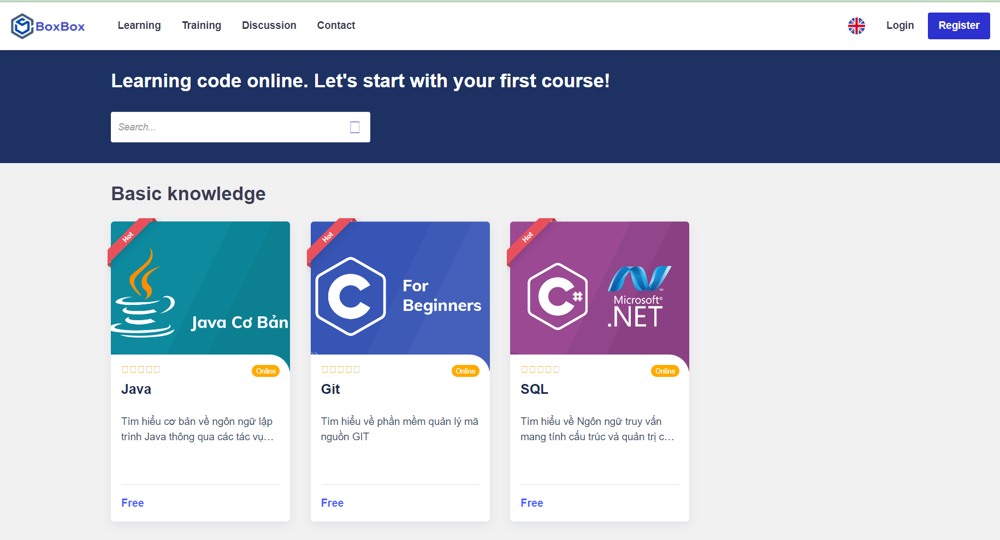 BoxBox
Learning Training Discussion Contact
Login Register
Learning code online. Let's start with your first course!
Search...
Basic knowledge
Hot
Java Cơ Bản
Online
Java
Tìm hiểu cơ bản về ngôn ngữ lập
trình Java thông qua các tác vụ...
Free
Hot
C For
Beginners
Online
Git
Tìm hiểu về phần mềm quản lý mã
nguồn GIT
Free
Hot
C#
Microsoft®
.NET™
Online
SQL
Tìm hiểu về Ngôn ngữ truy vấn
mang tính cấu trúc và quản trị c...
Free